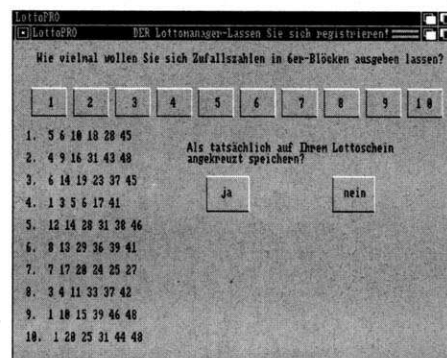 LottoPRO
LottoPRO DER Lottomanager-Lassen Sie sich registrieren!
Wie vielmal wollen Sie sich Zufallszahlen in 6er-Blöcken ausgeben lassen?
1 2 3 4 5 6 7 8 9 10
1. 5 6 10 18 28 45
2. 4 9 16 31 43 48
Als tatsächlich auf Ihrem Lottoschein
angekreuzt speichern?
3. 6 14 19 23 37 45
4. 1 3 5 6 17 41
ja nein
5. 12 14 28 31 38 46
6. 8 13 29 36 39 41
7. 7 17 20 24 25 27
8. 3 4 11 33 37 42
9. 1 10 15 39 46 48
10. 1 20 25 31 44 48